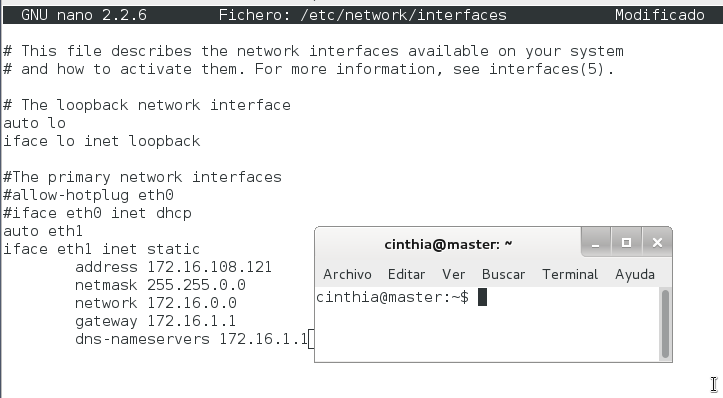 GNU nano 2.2.6 Fichero: /etc/network/interfaces Modificado
# This file describes the network interfaces available on your system
# and how to activate them. For more information, see interfaces(5).
# The loopback network interface
auto lo
iface lo inet loopback
#The primary network interfaces
#allow-hotplug eth0
#iface eth0 inet dhcp
auto eth1
iface eth1 inet static
address 172.16.108.121
netmask 255.255.0.0
network 172.16.0.0
gateway 172.16.1.1
dns-nameservers 172.16.1.1
cinthia@master: ~
Archivo Editar Ver Buscar Terminal Ayuda
cinthia@master:~$